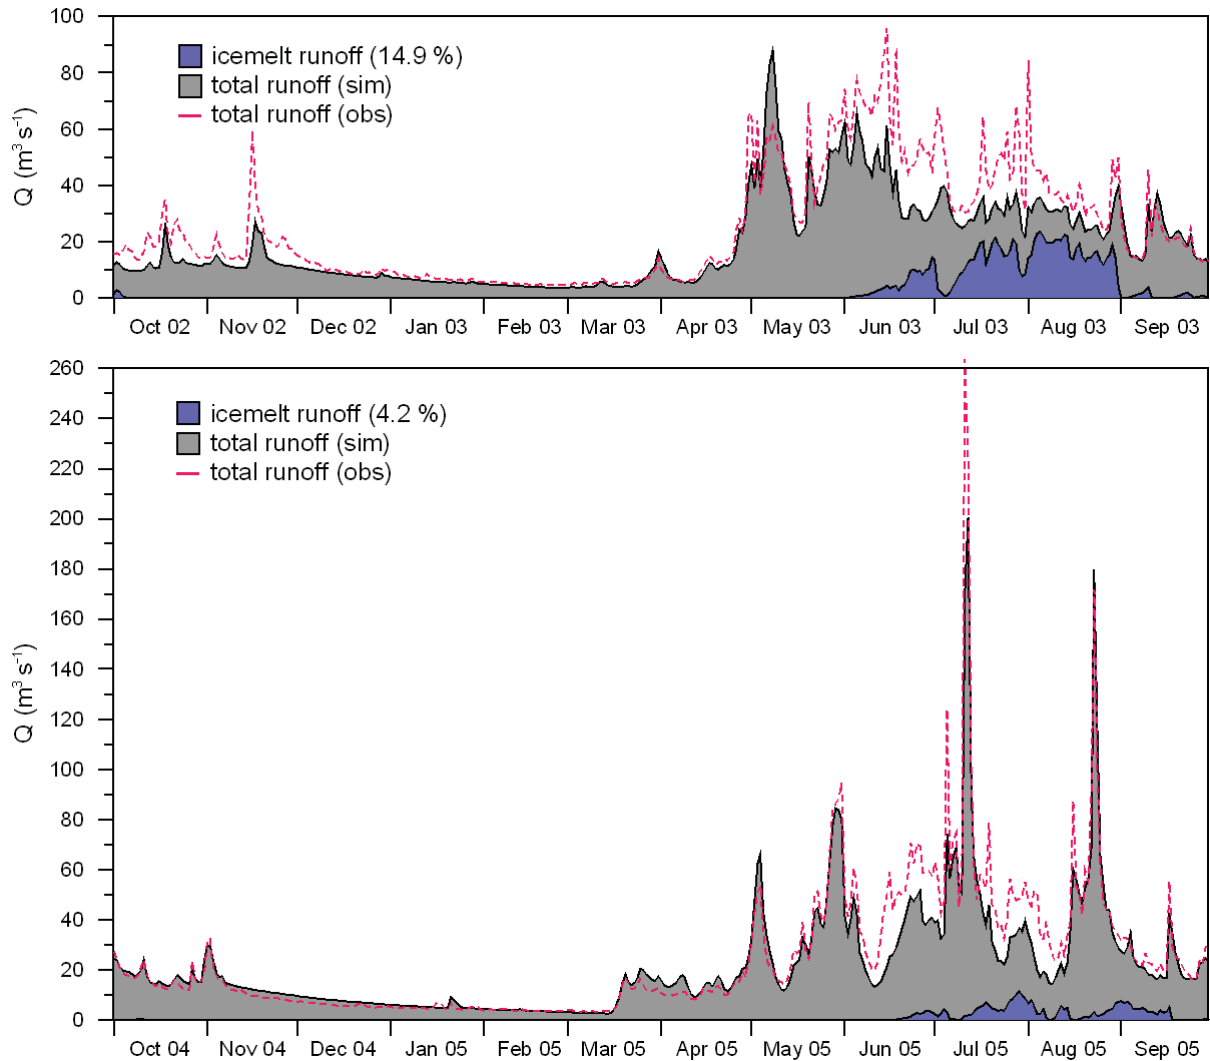 100
80
60
40
20
0
Q (m³ s⁻¹)
icemelt runoff (14.9 %)
total runoff (sim)
total runoff (obs)
Oct 02 Nov 02 Dec 02 Jan 03 Feb 03 Mar 03 Apr 03 May 03 Jun 03 Jul 03 Aug 03 Sep 03
260
240
220
200
180
160
140
120
100
80
60
40
20
0
Q (m³ s⁻¹)
icemelt runoff (4.2 %)
total runoff (sim)
total runoff (obs)
Oct 04 Nov 04 Dec 04 Jan 05 Feb 05 Mar 05 Apr 05 May 05 Jun 05 Jul 05 Aug 05 Sep 05